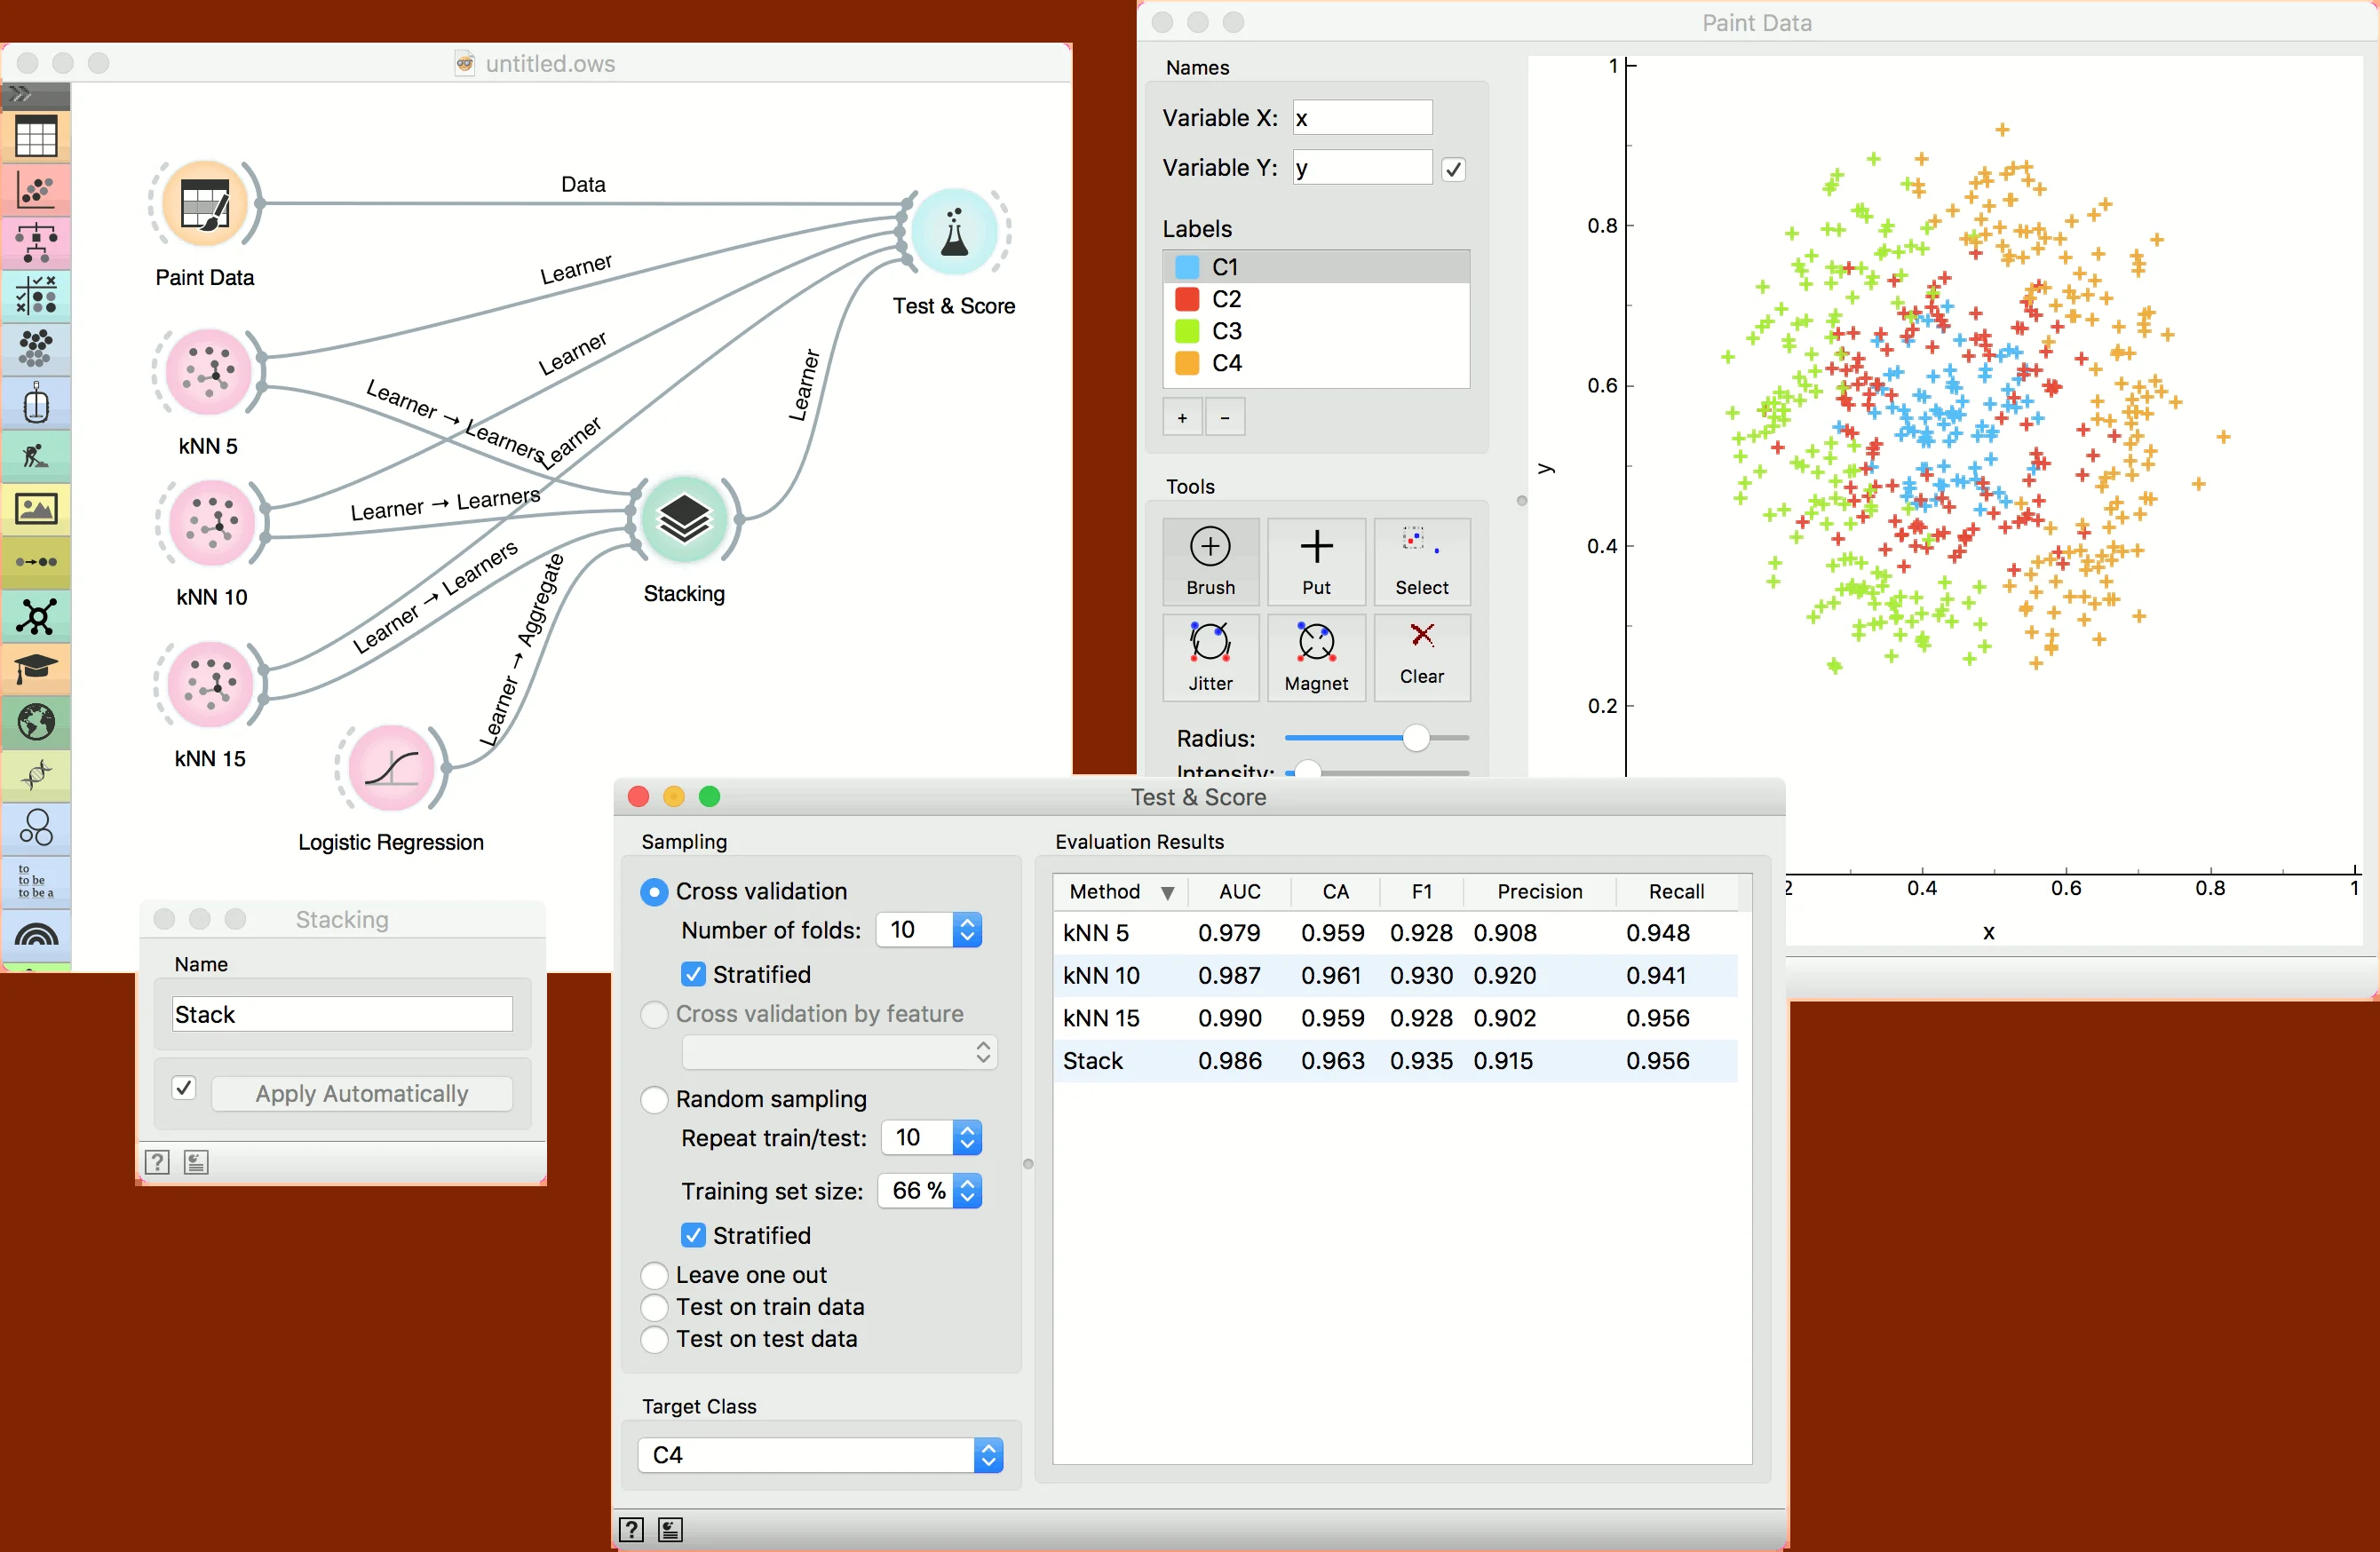 untitled.ows
Data
Paint Data
Learner
Test & Score
Learner
Learner
Learner → Learners
Learner
kNN 5
Learner → Learners
kNN 10
Stacking
Learner → Learners
Learner → Aggregate
kNN 15
Logistic Regression
to
to be
to be a
Paint Data
Names
Variable X: x
Variable Y: y
Labels
C1
C2
C3
C4
+ -
Tools
Brush Put Select
Jitter Magnet Clear
Radius:
Intensity:
1
0.8
0.6
0.4
0.2
y
2 0.4 0.6 0.8 1
x
Stacking
Name
Stack
Apply Automatically
?
Test & Score
Sampling
Cross validation
Number of folds: 10
Stratified
Cross validation by feature
Random sampling
Repeat train/test: 10
Training set size: 66 %
Stratified
Leave one out
Test on train data
Test on test data
Target Class
C4
Evaluation Results
Method AUC CA F1 Precision Recall
kNN 5 0.979 0.959 0.928 0.908 0.948
kNN 10 0.987 0.961 0.930 0.920 0.941
kNN 15 0.990 0.959 0.928 0.902 0.956
Stack 0.986 0.963 0.935 0.915 0.956
?